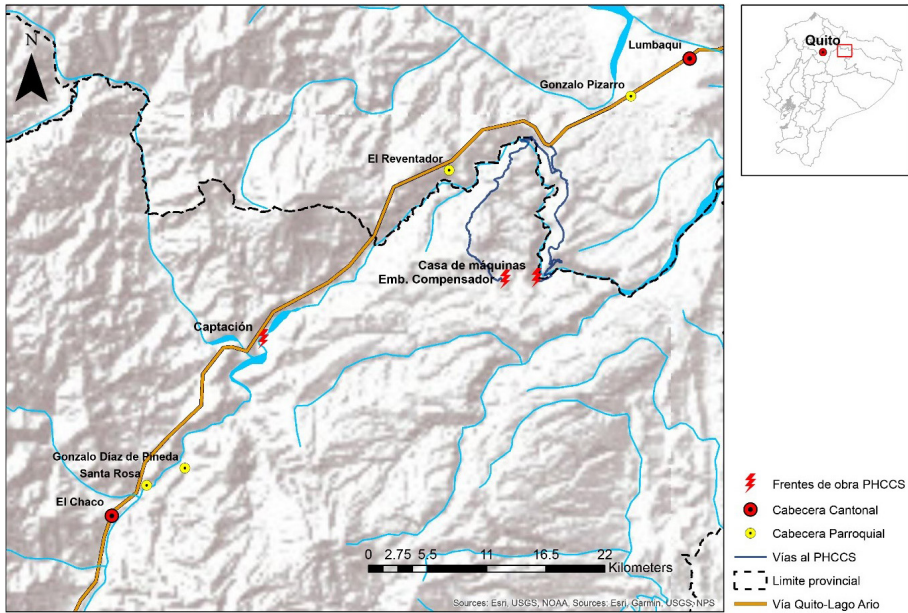 N
Lumbaqui
Gonzalo Pizarro
El Reventador
Casa de máquinas
Emb. Compensador
Captación
Gonzalo Diaz de Pineda
Santa Rosa
El Chaco
0 2.75 5.5 11 16.5 22
Kilometers
Sources: Esri, USGS, NOAA, Sources: Esri, Garmin, USGS, NPS
Quito
Frentes de obra PHCCS
Cabecera Cantonal
Cabecera Parroquial
Vías al PHCCS
Limite provincial
Vía Quito-Lago Ario